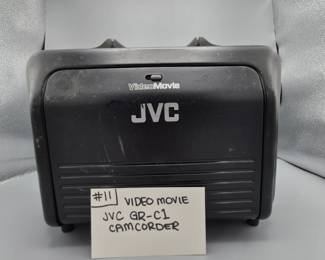 VideoMovie
JVC
#11 VIDEO MOVIE
JVC GR-C1
CAMCORDER